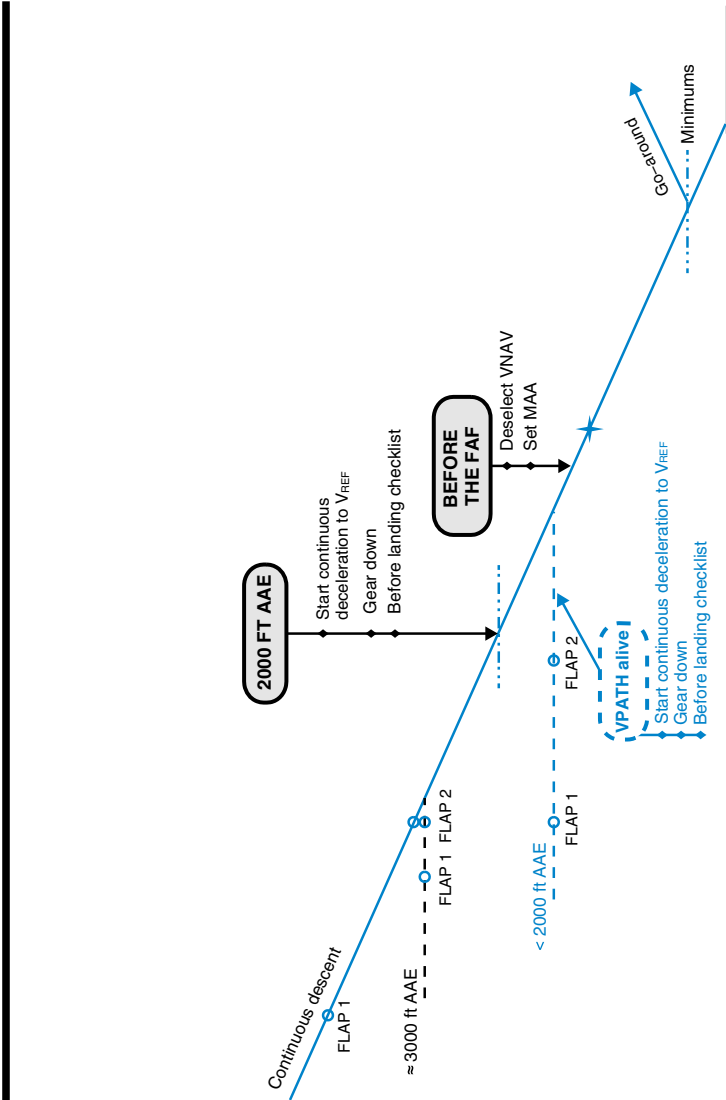 Continuous descent
FLAP 1
≈ 3000 ft AAE
FLAP 1
FLAP 2
2000 FT AAE
Start continuous
deceleration to VREF
Gear down
Before landing checklist
< 2000 ft AAE
FLAP 1
FLAP 2
VPATH alive
Start continuous deceleration to VREF
Gear down
Before landing checklist
BEFORE
THE FAF
Deselect VNAV
Set MAA
Go-around
Minimums